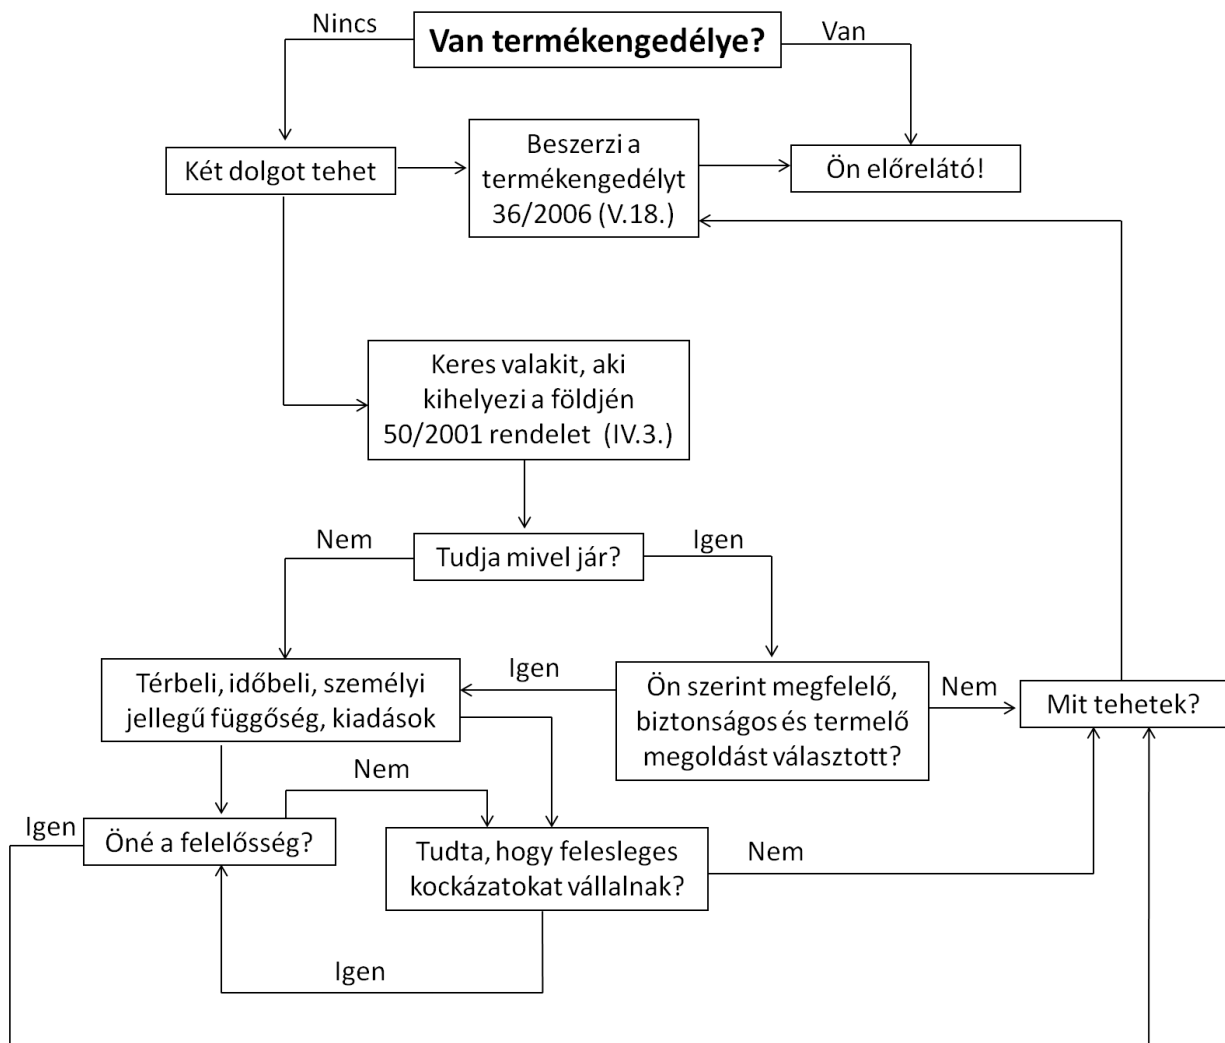 Nincs
Van termékengedélye?
Van
Két dolgot tehet
Beszerzi a
termékengedélyt
36/2006 (V.18.)
Ön előrelátó!
Keres valakit, aki
kihelyezi a földjén
50/2001 rendelet (IV.3.)
Nem
Tudja mivel jár?
Igen
Térbeli, időbeli, személyi
jellegű függőség, kiadások
Igen
Ön szerint megfelelő,
biztonságos és termelő
megoldást választott?
Nem
Mit tehetek?
Nem
Igen
Öné a felelősség?
Tudta, hogy felesleges
kockázatokat vállalnak?
Nem
Igen